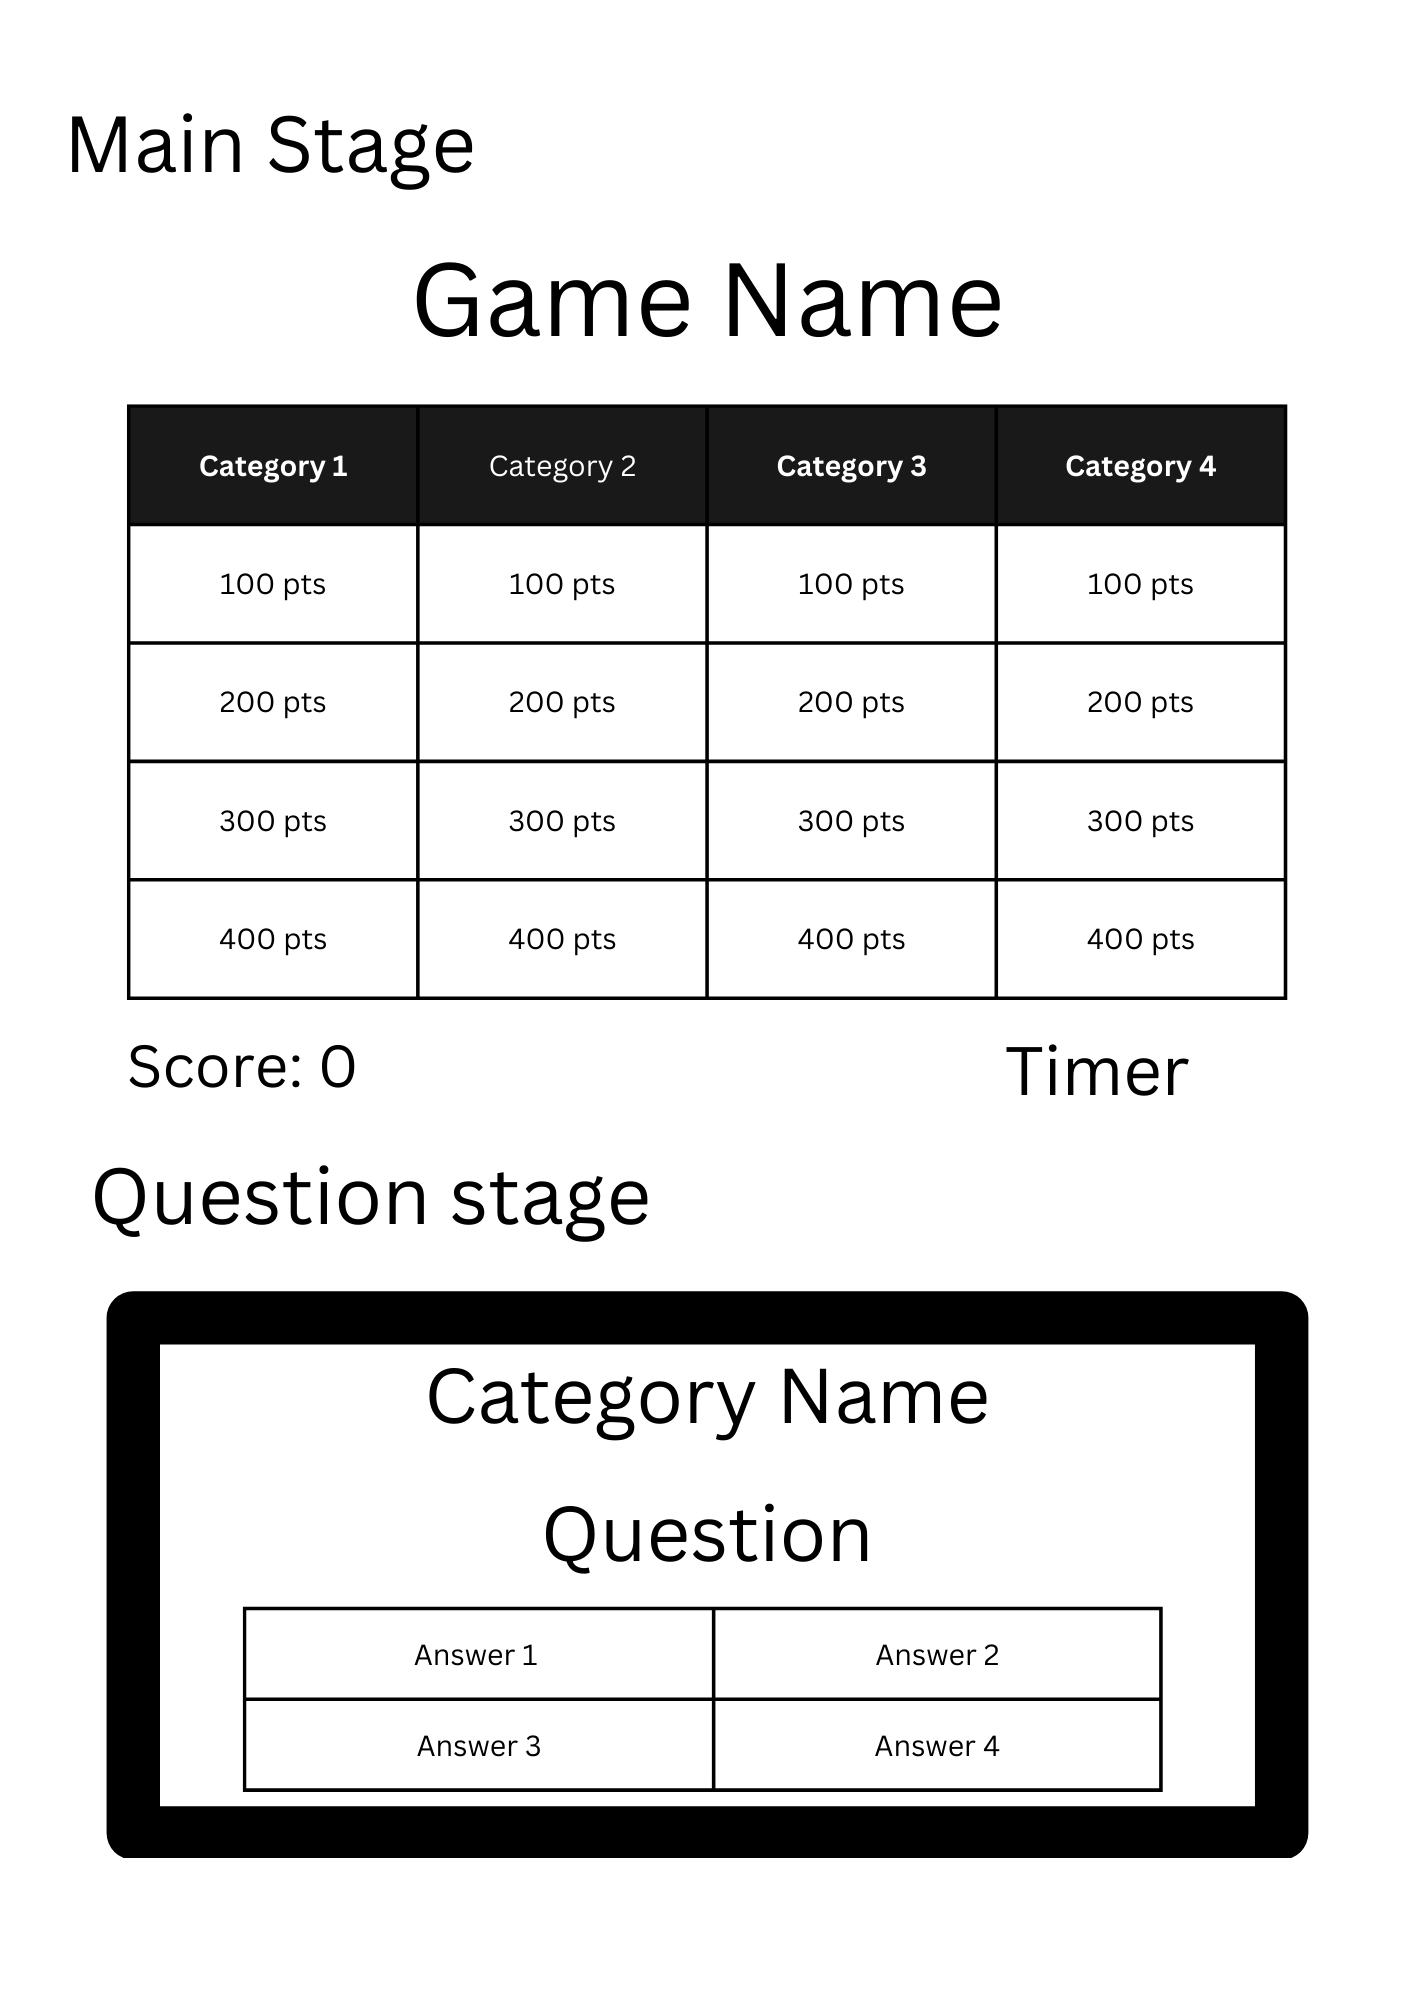 Main Stage
Game Name
Category 1 Category 2 Category 3 Category 4
100 pts 100 pts 100 pts 100 pts
200 pts 200 pts 200 pts 200 pts
300 pts 300 pts 300 pts 300 pts
400 pts 400 pts 400 pts 400 pts
Score: 0 Timer
Question stage
Category Name
Question
Answer 1 Answer 2
Answer 3 Answer 4